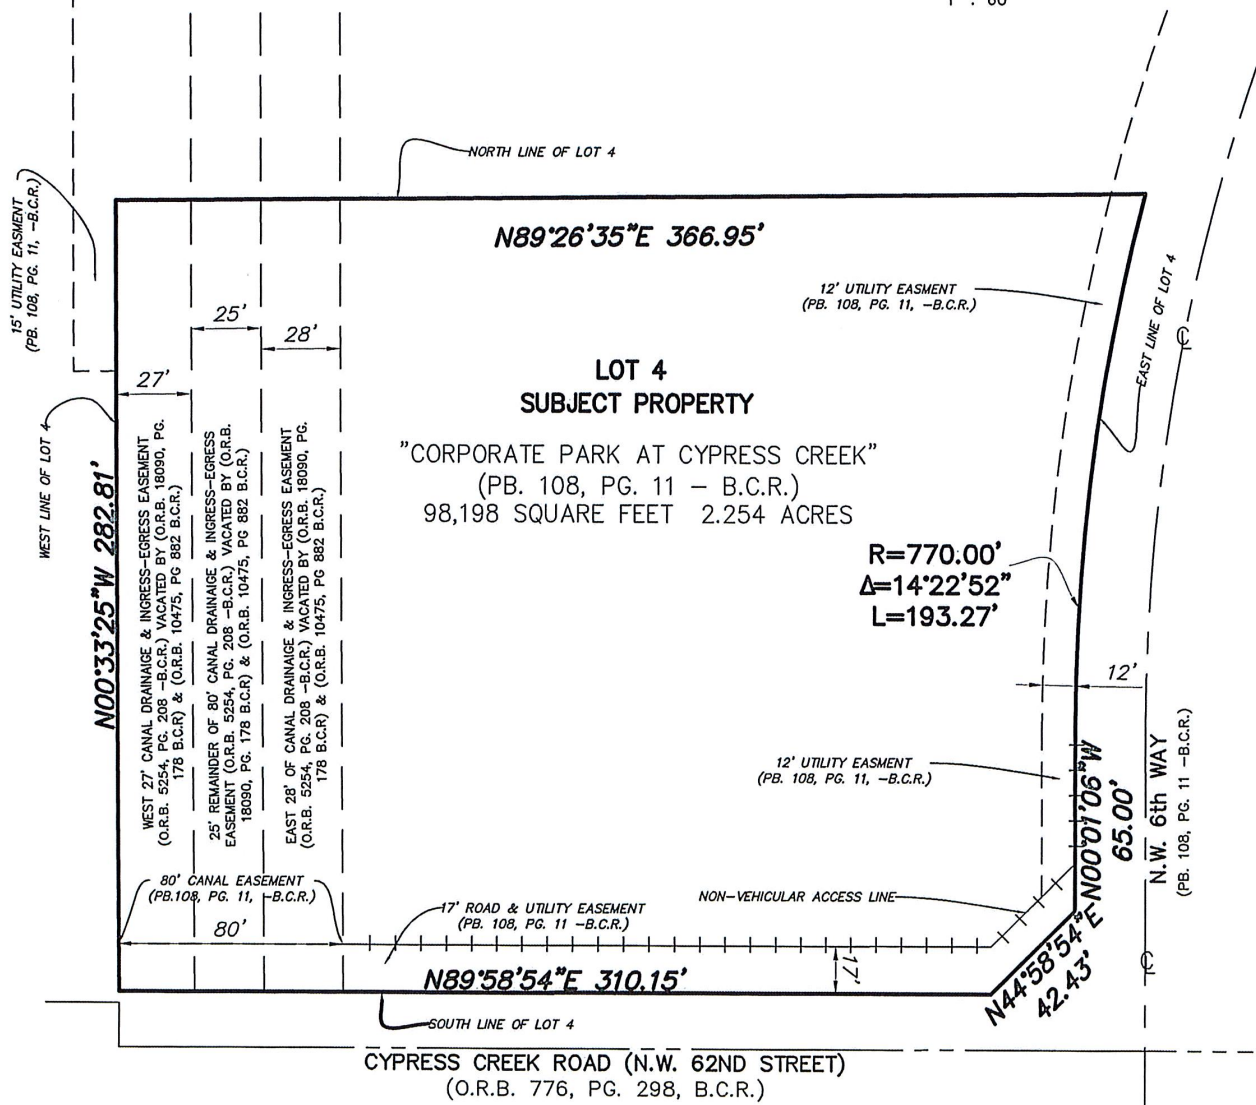 NORTH LINE OF LOT 4
N89°26'35"E 366.95'
15' UTILITY EASMENT
(PB. 108, PG. 11, -B.C.R.)
12' UTILITY EASMENT
(PB. 108, PG. 11, -B.C.R.)
EAST LINE OF LOT 4
25'
28'
27'
LOT 4
SUBJECT PROPERTY
"CORPORATE PARK AT CYPRESS CREEK"
(PB. 108, PG. 11 - B.C.R.)
98,198 SQUARE FEET 2.254 ACRES
WEST LINE OF LOT 4
N00°33'25"W 282.81'
WEST 27' CANAL DRAINAIGE & INGRESS-EGRESS EASEMENT
(O.R.B. 5254, PG. 208 -B.C.R.) VACATED BY (O.R.B. 18090, PG.
178 B.C.R) & (O.R.B. 10475, PG 882 B.C.R.)
25' REMAINDER OF 80' CANAL DRAINAIGE & INGRESS-EGRESS
EASEMENT (O.R.B. 5254, PG. 208 -B.C.R.) VACATED BY (O.R.B.
18090, PG. 178 B.C.R) & (O.R.B. 10475, PG 882 B.C.R.)
EAST 28' OF CANAL DRAINAIGE & INGRESS-EGRESS EASEMENT
(O.R.B. 5254, PG. 208 -B.C.R.) VACATED BY (O.R.B. 18090, PG.
178 B.C.R) & (O.R.B. 10475, PG 882 B.C.R.)
R=770.00'
Δ=14°22'52"
L=193.27'
12'
12' UTILITY EASMENT
(PB. 108, PG. 11, -B.C.R.)
N00°01'06"W
65.00'
N.W. 6th WAY
(PB. 108, PG. 11 -B.C.R.)
80' CANAL EASEMENT
(PB.108, PG. 11, -B.C.R.)
80'
17' ROAD & UTILITY EASEMENT
(PB. 108, PG. 11 -B.C.R.)
NON-VEHICULAR ACCESS LINE
17'
N89°58'54"E 310.15'
N44°58'54"E
42.43'
SOUTH LINE OF LOT 4
CYPRESS CREEK ROAD (N.W. 62ND STREET)
(O.R.B. 776, PG. 298, B.C.R.)